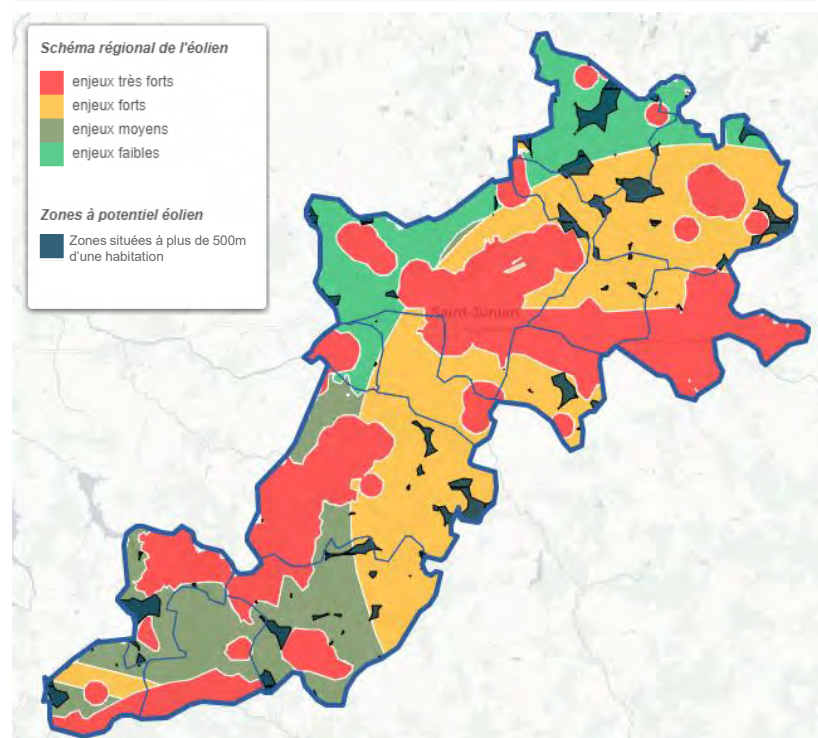 Schéma régional de l'éolien
enjeux très forts
enjeux forts
enjeux moyens
enjeux faibles
Zones à potentiel éolien
Zones situées à plus de 500m
d'une habitation
Saint-Junien